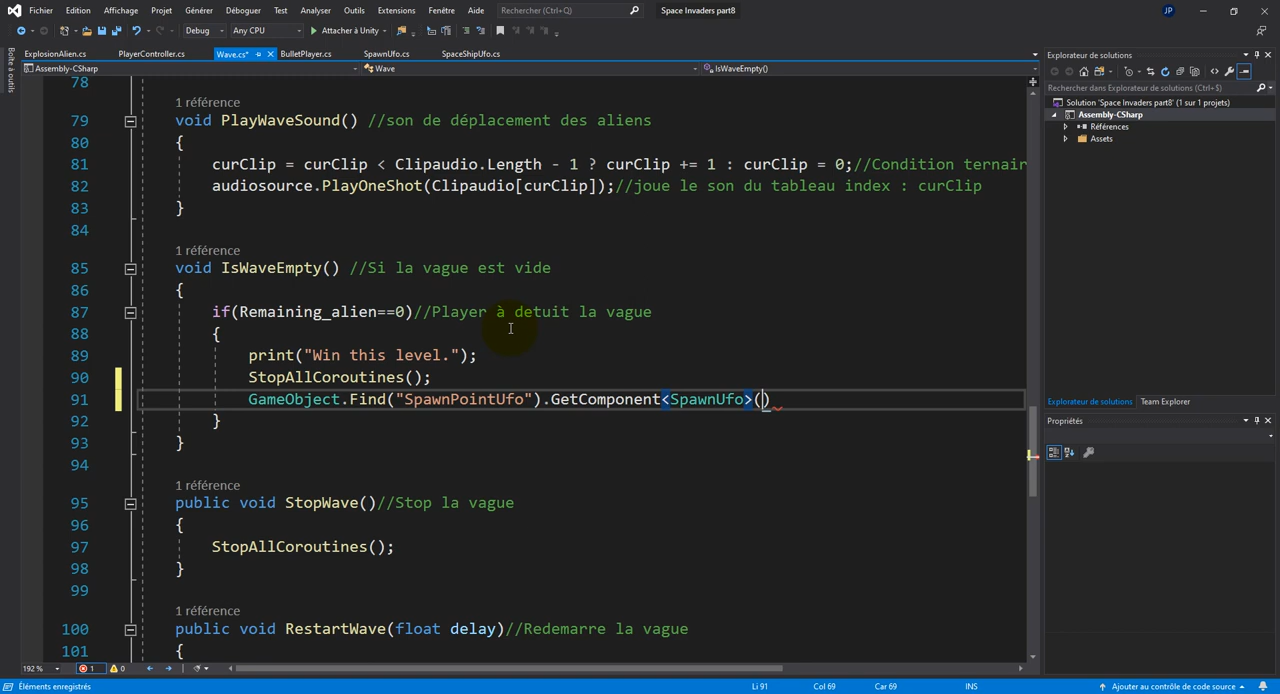 Fichier Edition Affichage Projet Générer Déboguer Test Analyser Outils Extensions Fenêtre Aide Rechercher (Ctrl+Q) Space Invaders part8 JP
Debug Any CPU Attacher à Unity
ExplosionAlien.cs PlayerController.cs Wave.cs* BulletPlayer.cs SpawnUfo.cs SpaceShipUfo.cs
Boîte à outils
Assembly-CSharp Wave IsWaveEmpty()
78
1 référence
79 void PlayWaveSound() //son de déplacement des aliens
80 {
81 curClip = curClip < Clipaudio.Length - 1 ? curClip += 1 : curClip = 0;//Condition ternair
82 audiosource.PlayOneShot(Clipaudio[curClip]);//joue le son du tableau index : curClip
83 }
84
1 référence
85 void IsWaveEmpty() //Si la vague est vide
86 {
87 if(Remaining_alien==0)//Player à detuit la vague
88 {
89 print("Win this level.");
90 StopAllCoroutines();
91 GameObject.Find("SpawnPointUfo").GetComponent<SpawnUfo>()
92 }
93 }
94
1 référence
95 public void StopWave()//Stop la vague
96 {
97 StopAllCoroutines();
98 }
99
1 référence
100 public void RestartWave(float delay)//Redemarre la vague
101 {
192 % 1 0
Explorateur de solutions
Rechercher dans Explorateur de solutions (Ctrl+$)
Solution 'Space Invaders part8' (1 sur 1 projets)
Assembly-CSharp
Références
Assets
Explorateur de solutions Team Explorer
Propriétés
Éléments enregistrés Li 91 Col 69 Car 69 INS Ajouter au contrôle de code source